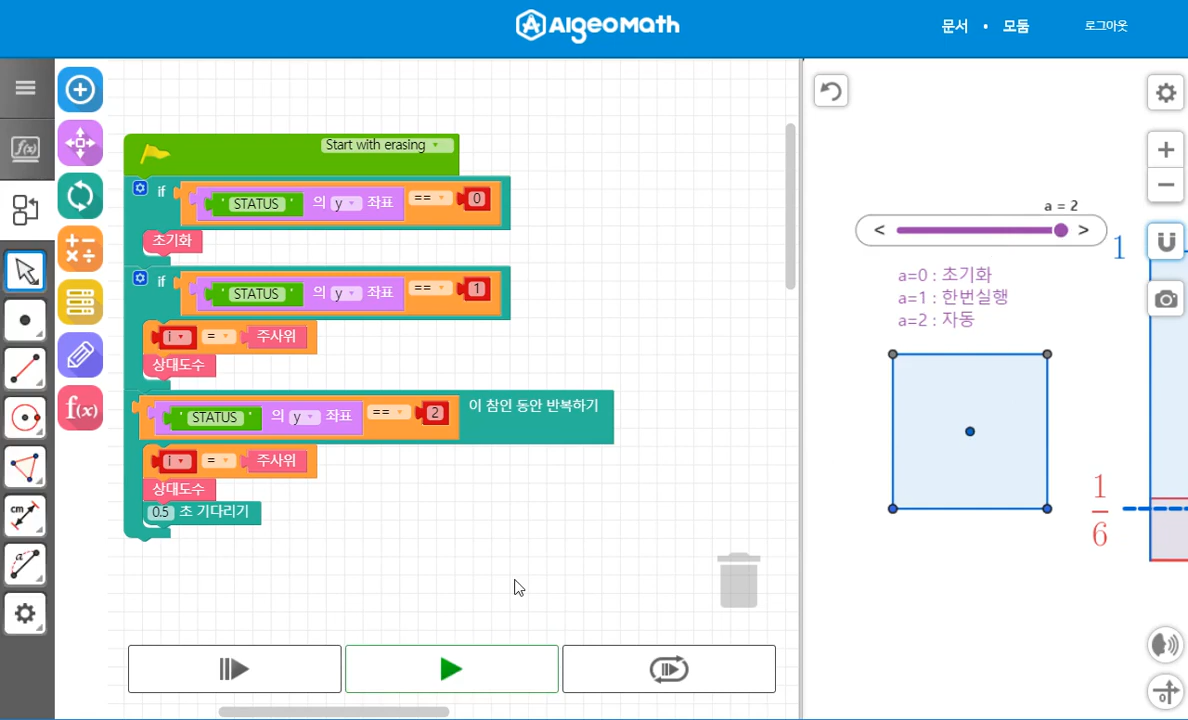 AlgeoMath
문서 • 모둠
로그아웃
f(x)
Start with erasing
if ' STATUS ' 의 y 좌표 == 0
초기화
if ' STATUS ' 의 y 좌표 == 1
i = 주사위
상대도수
' STATUS ' 의 y 좌표 == 2 이 참인 동안 반복하기
i = 주사위
상대도수
0.5 초 기다리기
cm
a
f(x)
a = 2
< >
a=0 : 초기화
a=1 : 한번실행
a=2 : 자동
1
1
6
0